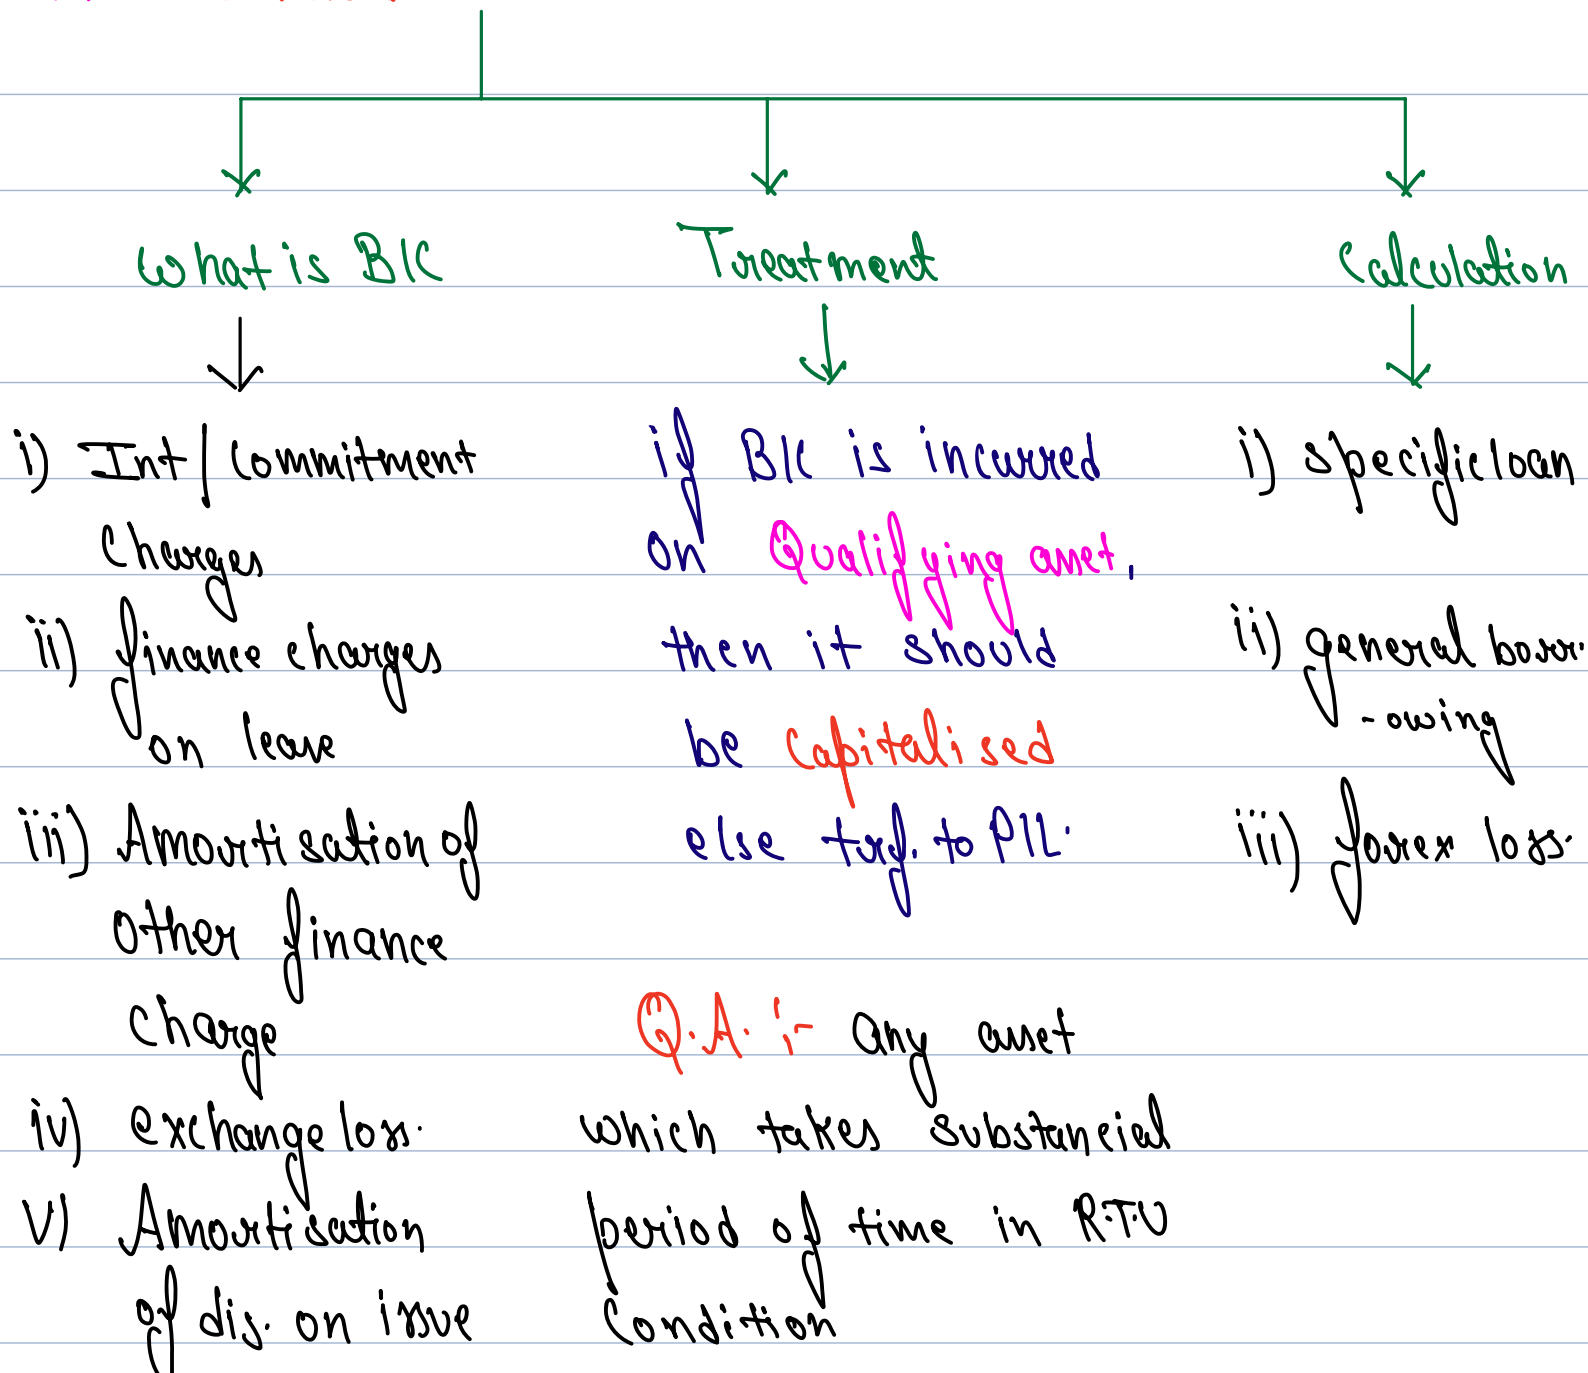 What is B/C
Treatment
Calculation
i) Int/Commitment
Charges
ii) finance charges
on lease
iii) Amortisation of
other finance
charge
iv) exchange loss.
v) Amortisation
of dis. on issue
if B/C is incurred
on Qualifying asset,
then it should
be Capitalised
else trf. to P/L.
Q.A. :- any asset
which takes substancial
period of time in R.T.U
Condition
i) specific loan
ii) general borr.
-owing
iii) forex loss.